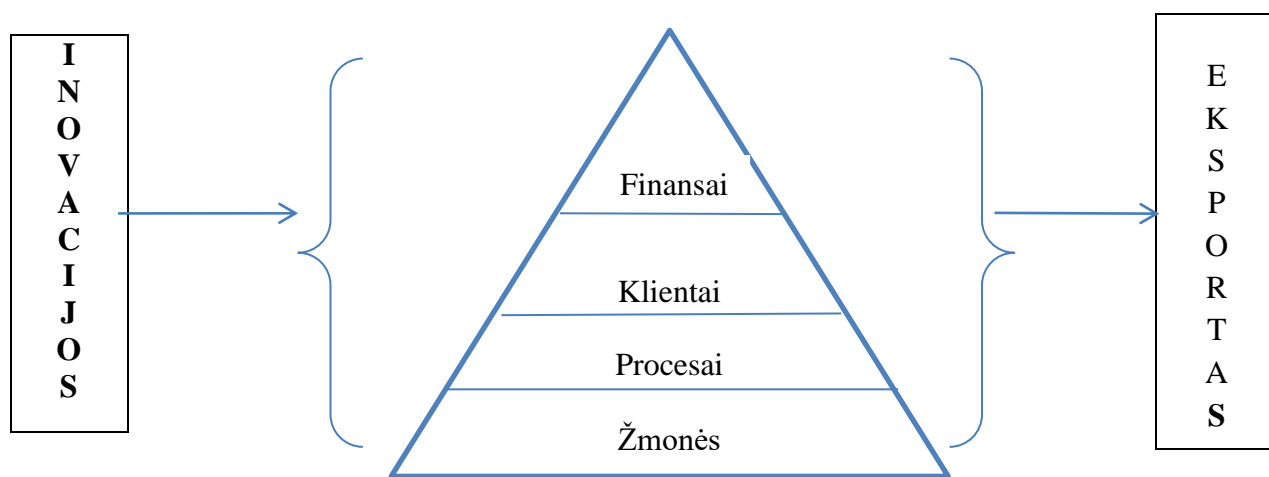 INOVACIJOS
Finansai
Klientai
Procesai
Žmonės
EKSPORTAS